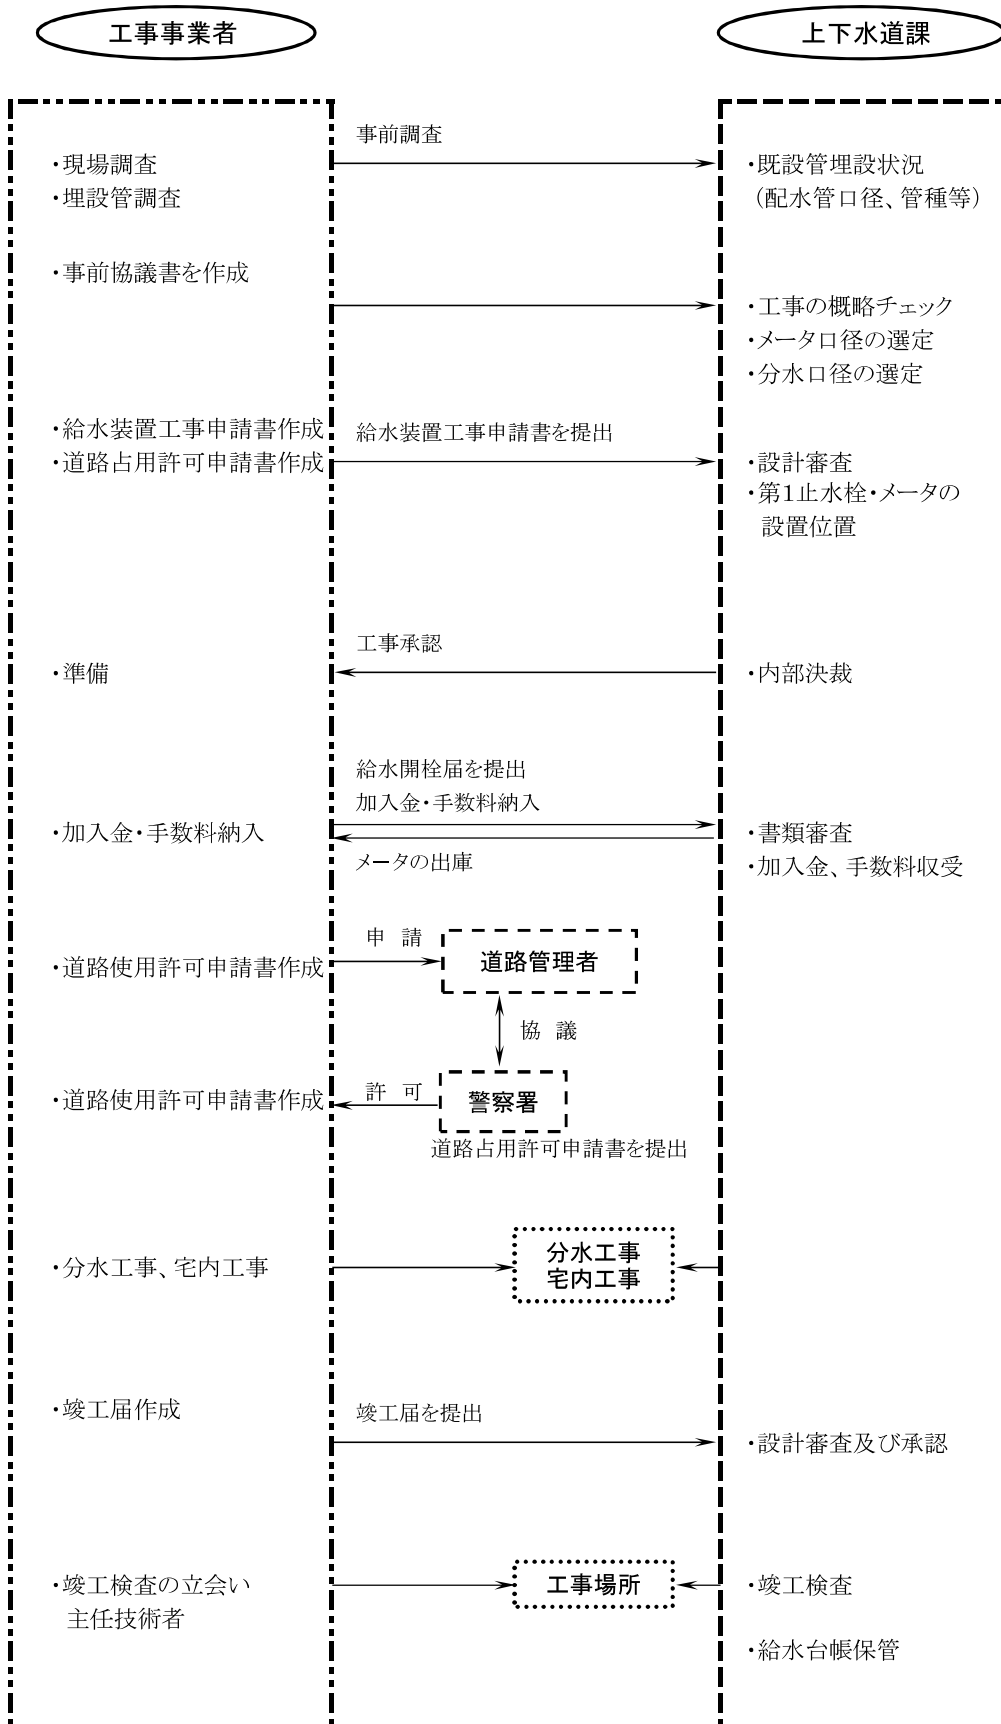 工事事業者
上下水道課
事前調査
・現場調査
・既設管埋設状況
・埋設管調査
（配水管口径、管種等）
・事前協議書を作成
・工事の概略チェック
・メータ口径の選定
・分水口径の選定
・給水装置工事申請書作成
給水装置工事申請書を提出
・道路占用許可申請書作成
・設計審査
・第1止水栓・メータの
設置位置
工事承認
・準備
・内部決裁
給水開栓届を提出
加入金・手数料納入
・加入金・手数料納入
・書類審査
メータの出庫
・加入金、手数料収受
申 請
・道路使用許可申請書作成
道路管理者
協 議
許 可
・道路使用許可申請書作成
警察署
道路占用許可申請書を提出
・分水工事、宅内工事
分水工事
宅内工事
・竣工届作成
竣工届を提出
・設計審査及び承認
・竣工検査の立会い
工事場所
・竣工検査
主任技術者
・給水台帳保管